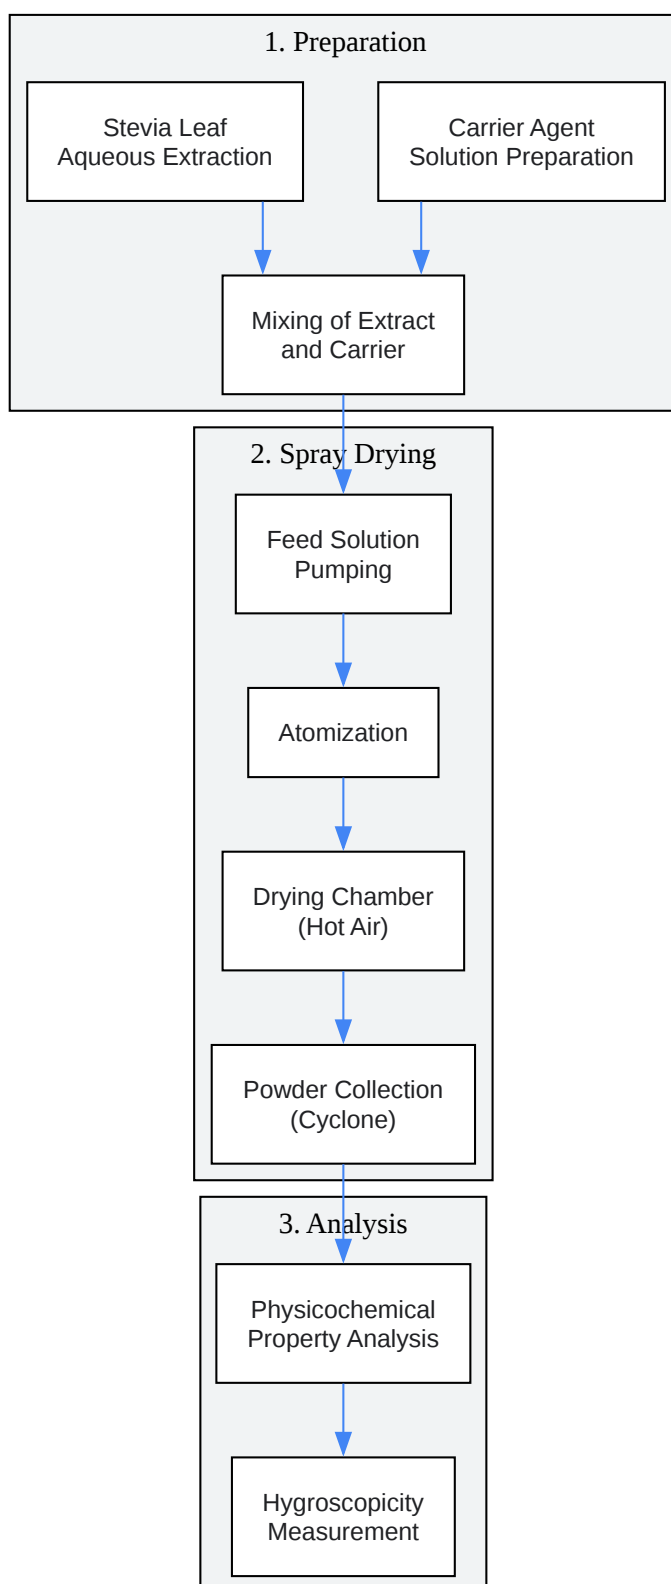 1. Preparation
Stevia Leaf
Aqueous Extraction
Carrier Agent
Solution Preparation
Mixing of Extract
and Carrier
2. Spray Drying
Feed Solution
Pumping
Atomization
Drying Chamber
(Hot Air)
Powder Collection
(Cyclone)
3. Analysis
Physicochemical
Property Analysis
Hygroscopicity
Measurement